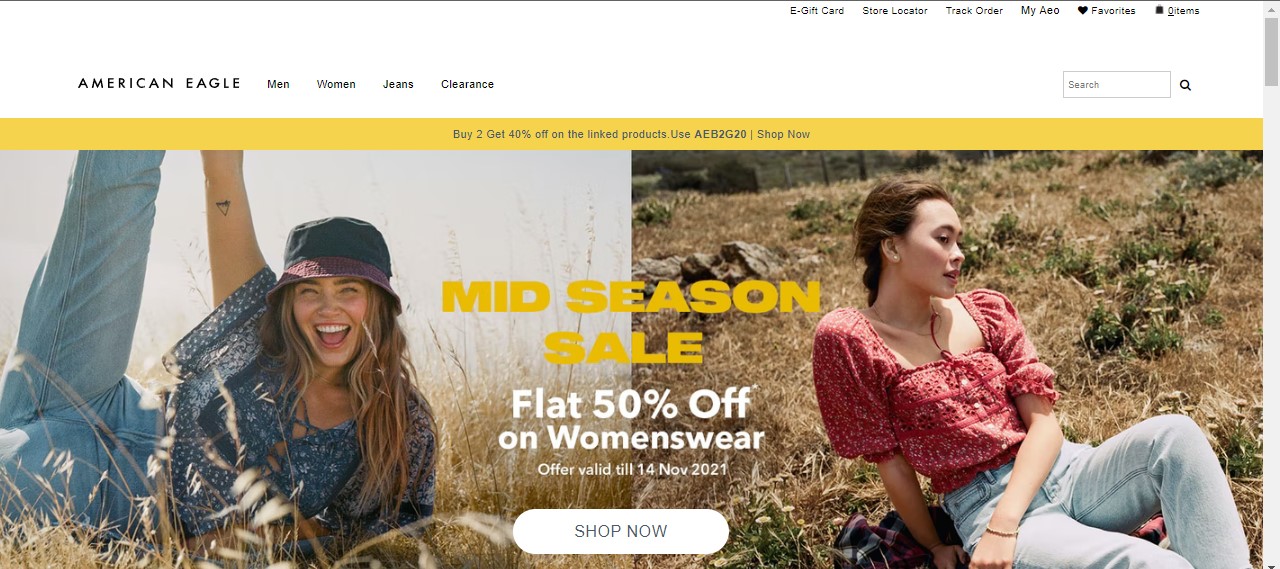 E-Gift Card Store Locator Track Order My Aeo Favorites 0items
AMERICAN EAGLE Men Women Jeans Clearance Search
Buy 2 Get 40% off on the linked products.Use AEB2G20 | Shop Now
MID SEASON
SALE
Flat 50% Off*
on Womenswear
Offer valid till 14 Nov 2021
SHOP NOW